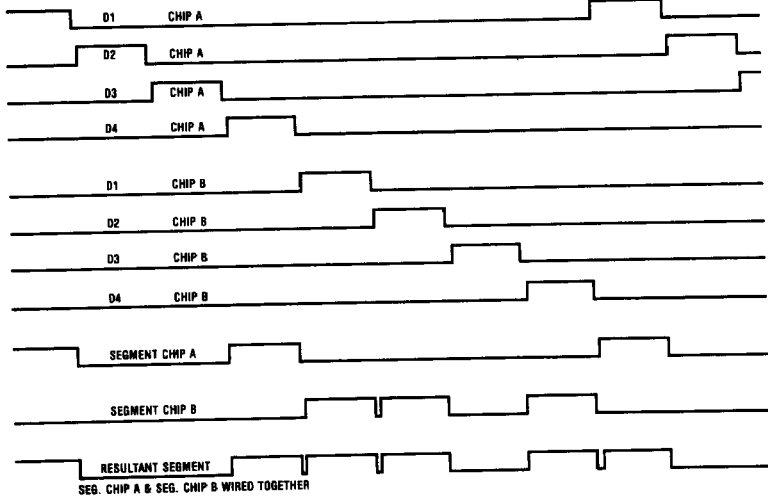 D1 CHIP A
D2 CHIP A
D3 CHIP A
D4 CHIP A
D1 CHIP B
D2 CHIP B
D3 CHIP B
D4 CHIP B
SEGMENT CHIP A
SEGMENT CHIP B
RESULTANT SEGMENT
SEG. CHIP A & SEG. CHIP B WIRED TOGETHER